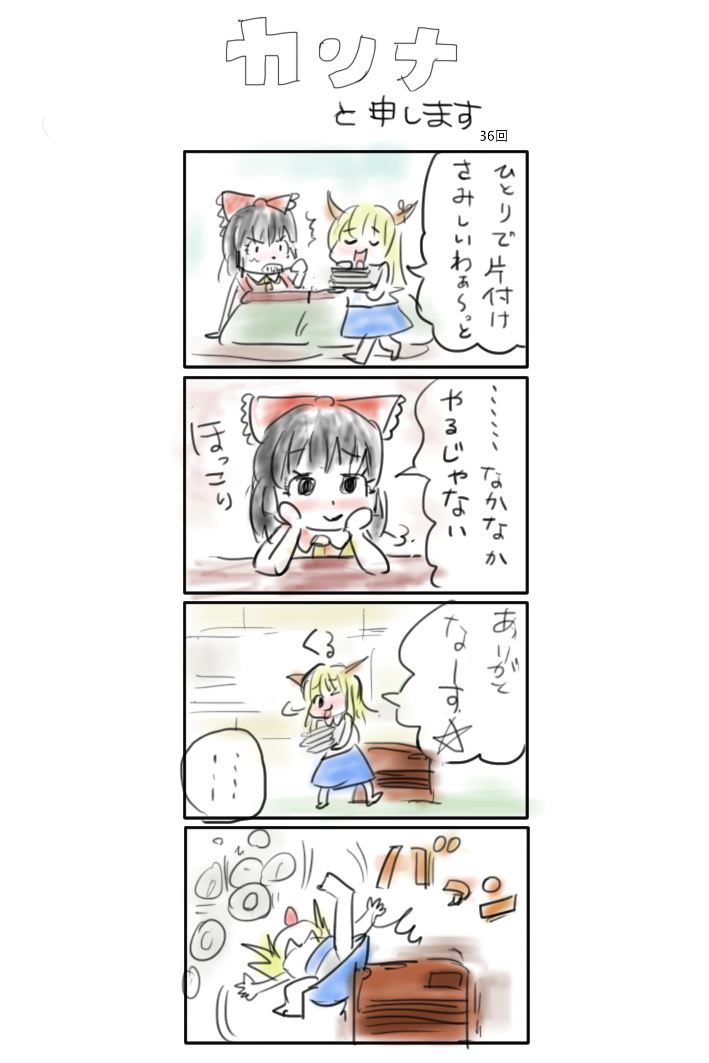 カンナ
と申します
36回
ひとりで片付け
さみしいわぁ〜っと
……なかなか
やるじゃない
ほっこり
ありがと
なーす☆
くる
……
バァン